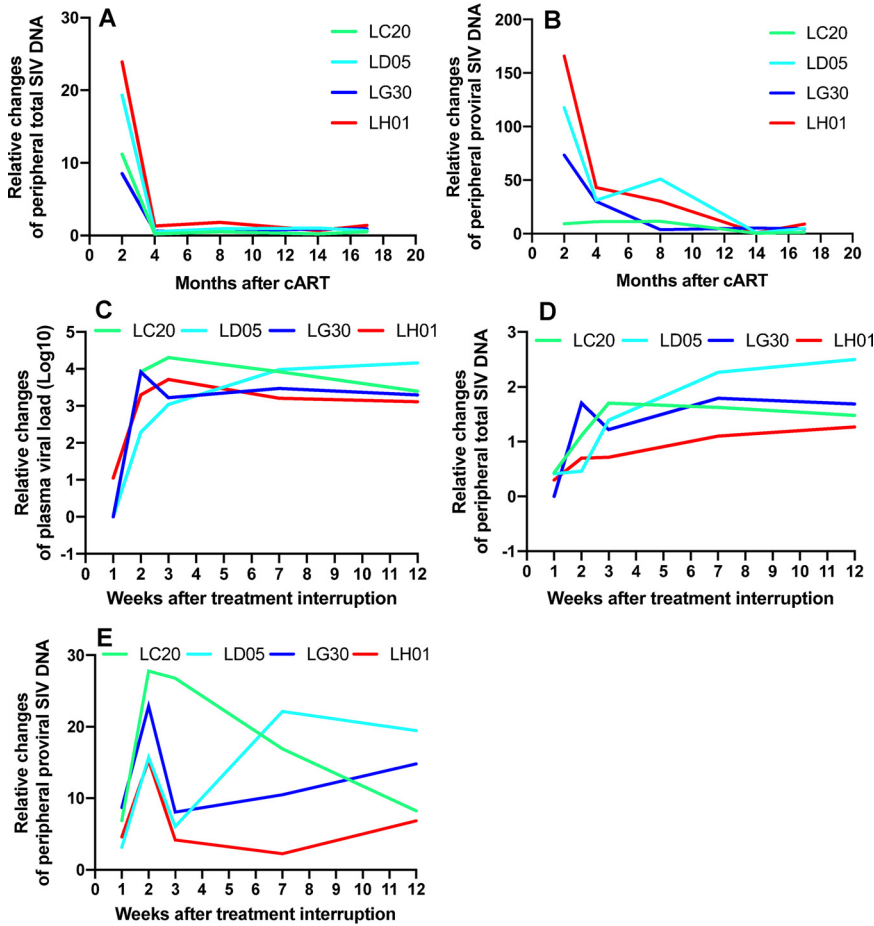 A
Relative changes
of peripheral total SIV DNA
30
20
10
0
LC20
LD05
LG30
LH01
0 2 4 6 8 10 12 14 16 18 20
Months after cART
B
Relative changes
of peripheral proviral SIV DNA
200
150
100
50
0
LC20
LD05
LG30
LH01
0 2 4 6 8 10 12 14 16 18 20
Months after cART
C
LC20 LD05 LG30 LH01
Relative changes
of plasma viral load (Log10)
5
4
3
2
1
0
-1
0 1 2 3 4 5 6 7 8 9 10 11 12
Weeks after treatment interruption
D
LC20 LD05 LG30 LH01
Relative changes
of peripheral total SIV DNA
3
2
1
0
-1
0 1 2 3 4 5 6 7 8 9 10 11 12
Weeks after treatment interruption
E
LC20 LD05 LG30 LH01
Relative changes
of peripheral proviral SIV DNA
30
20
10
0
0 1 2 3 4 5 6 7 8 9 10 11 12
Weeks after treatment interruption